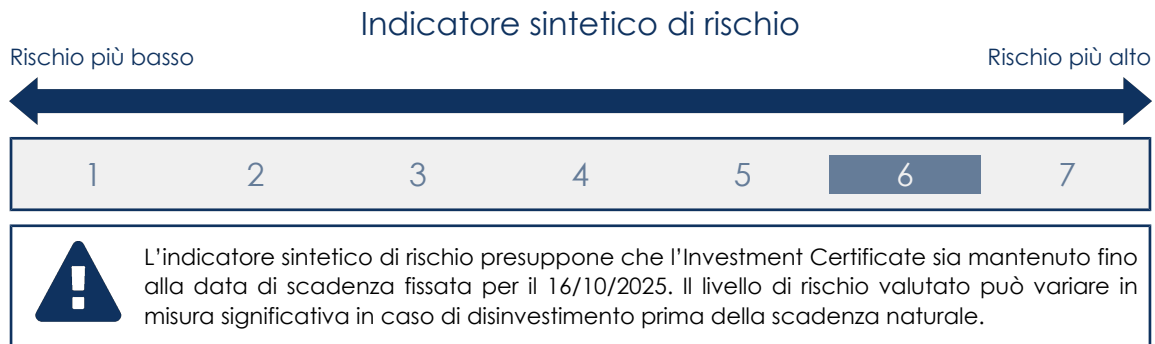 Indicatore sintetico di rischio
Rischio più basso
Rischio più alto
1 2 3 4 5 6 7
L'indicatore sintetico di rischio presuppone che l'Investment Certificate sia mantenuto fino
alla data di scadenza fissata per il 16/10/2025. Il livello di rischio valutato può variare in
misura significativa in caso di disinvestimento prima della scadenza naturale.